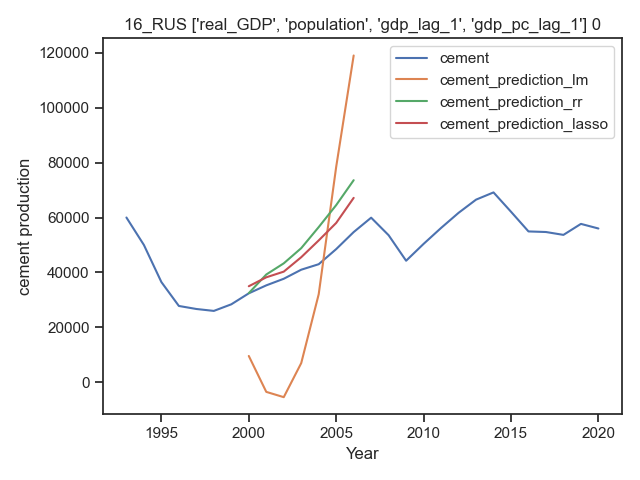 16_RUS ['real_GDP', 'population', 'gdp_lag_1', 'gdp_pc_lag_1'] 0
cement
cement_prediction_lm
cement_prediction_rr
cement_prediction_lasso
120000
100000
80000
60000
40000
20000
0
cement production
1995
2000
2005
2010
2015
2020
Year